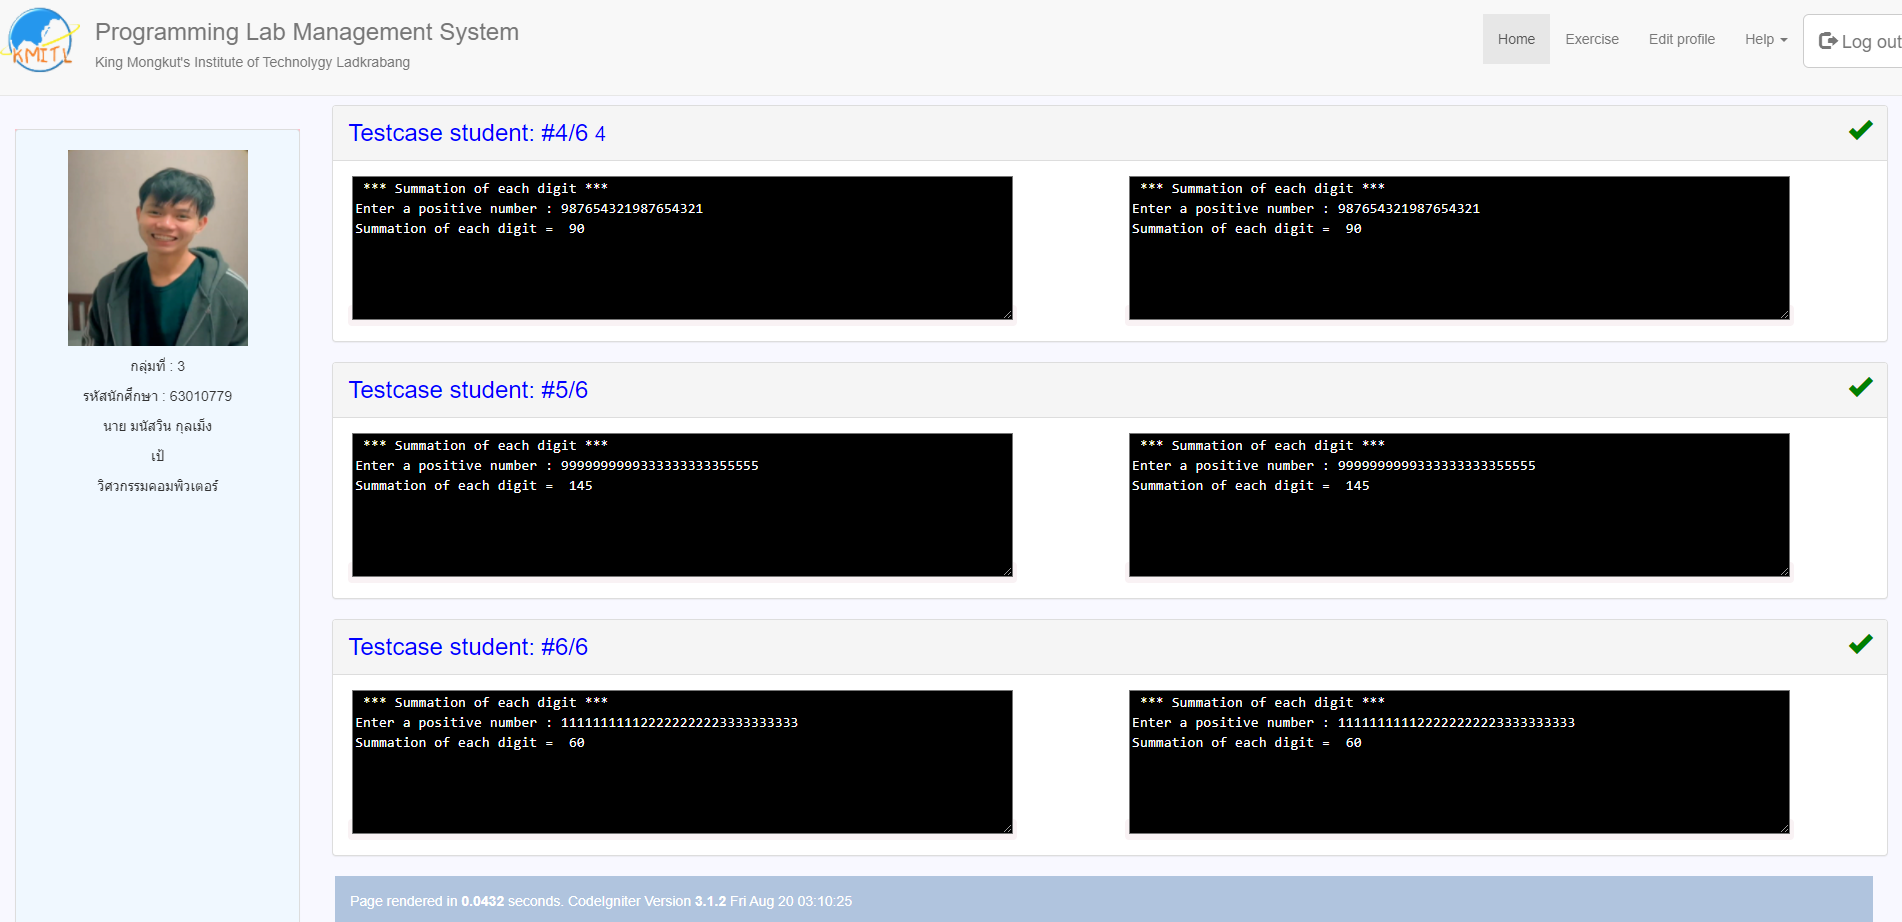 KMITL
Programming Lab Management System
King Mongkut's Institute of Technolygy Ladkrabang
Home Exercise Edit profile Help Log out
กลุ่มที่ : 3
รหัสนักศึกษา : 63010779
นาย มนัสวิน กุลเม็ง
เป้
วิศวกรรมคอมพิวเตอร์
Testcase student: #4/6 4
*** Summation of each digit ***
Enter a positive number : 987654321987654321
Summation of each digit =  90
*** Summation of each digit ***
Enter a positive number : 987654321987654321
Summation of each digit =  90
Testcase student: #5/6
*** Summation of each digit ***
Enter a positive number : 9999999999333333333355555
Summation of each digit =  145
*** Summation of each digit ***
Enter a positive number : 9999999999333333333355555
Summation of each digit =  145
Testcase student: #6/6
*** Summation of each digit ***
Enter a positive number : 111111111122222222223333333333
Summation of each digit =  60
*** Summation of each digit ***
Enter a positive number : 111111111122222222223333333333
Summation of each digit =  60
Page rendered in 0.0432 seconds. CodeIgniter Version 3.1.2 Fri Aug 20 03:10:25